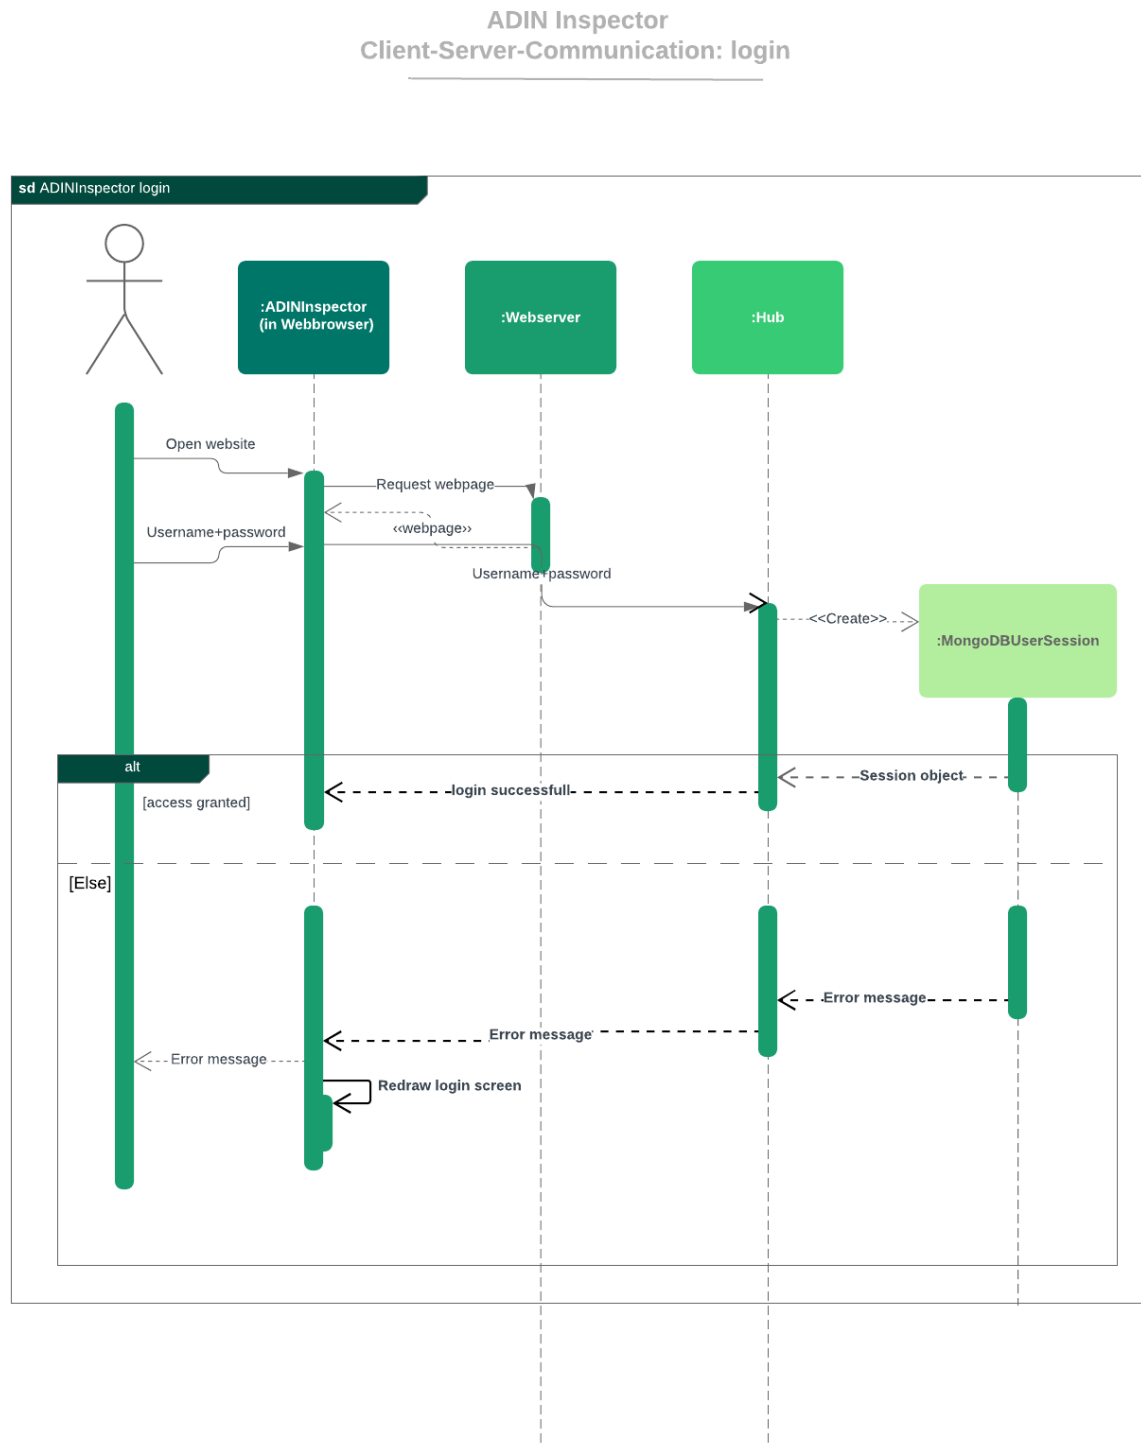 ADIN Inspector
Client-Server-Communication: login
sd ADINInspector login
:ADINInspector
(in Webbrowser)
:Webserver
:Hub
Open website
Request webpage
‹‹webpage››
Username+password
Username+password
<<Create>>
:MongoDBUserSession
alt
Session object
login successfull
[access granted]
[Else]
Error message
Error message
Error message
Redraw login screen